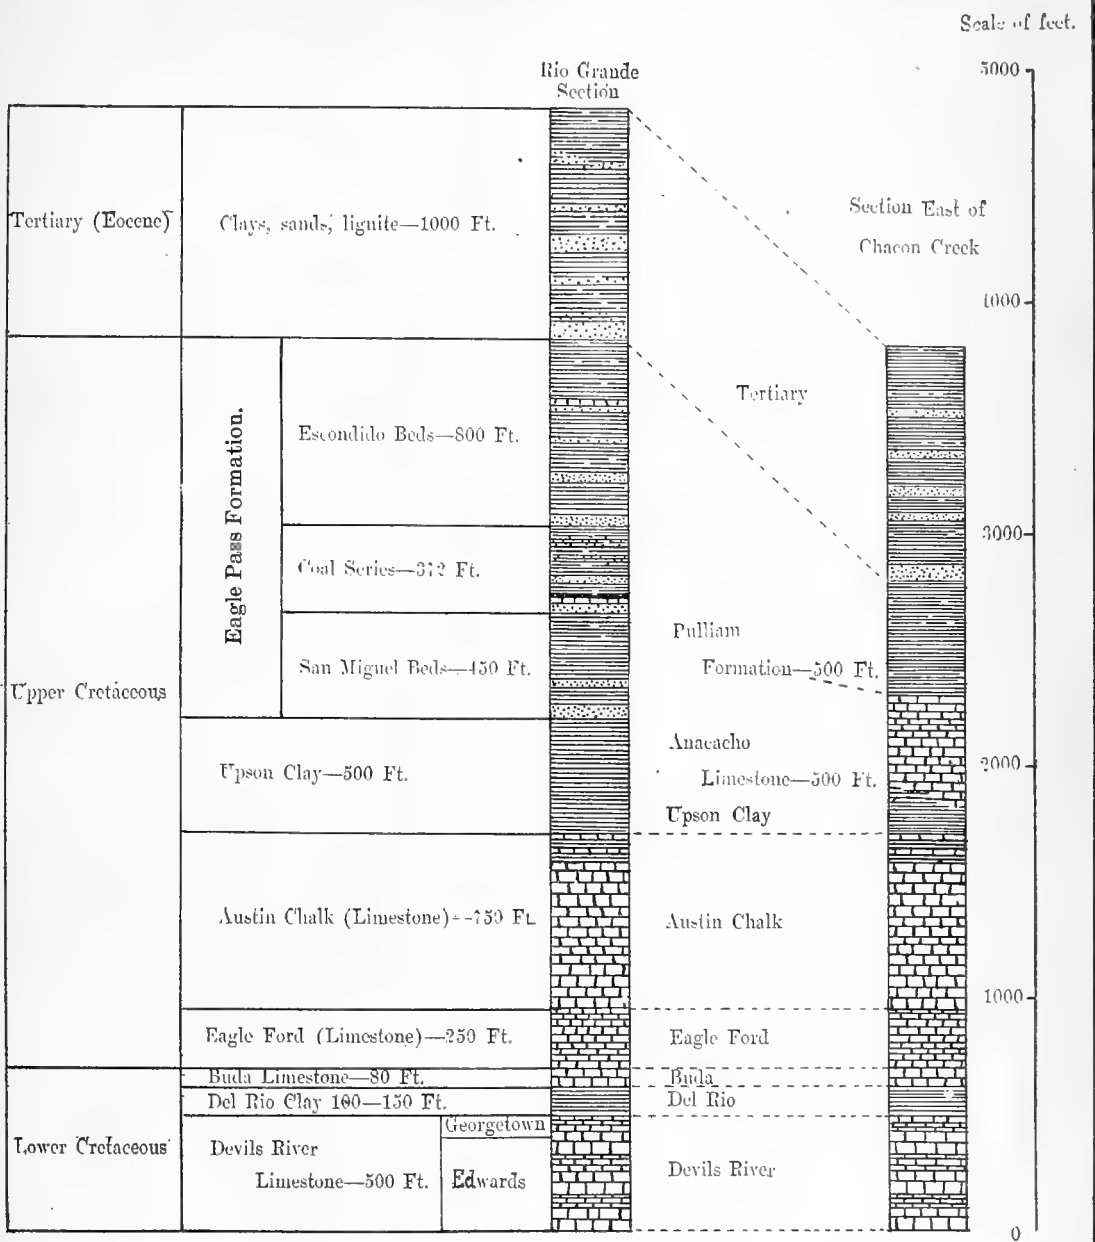 Scale of feet.
5000
Rio Grande
Section
Section East of
Chacon Creek
Tertiary (Eocene)
Clays, sands, lignite—1000 Ft.
4000
Tertiary
Eagle Pass Formation.
Escondido Beds—800 Ft.
3000
Coal Series—372 Ft.
Pulliam
Formation—500 Ft.
San Miguel Beds—450 Ft.
Upper Cretaceous
Anacacho
Limestone—500 Ft.
2000
Upson Clay—500 Ft.
Upson Clay
Austin Chalk (Limestone)—750 Ft.
Austin Chalk
1000
Eagle Ford (Limestone)—250 Ft.
Eagle Ford
Buda Limestone—80 Ft.
Buda
Del Rio Clay 100—150 Ft.
Del Rio
Georgetown
Lower Cretaceous
Devils River
Limestone—500 Ft.
Edwards
Devils River
0